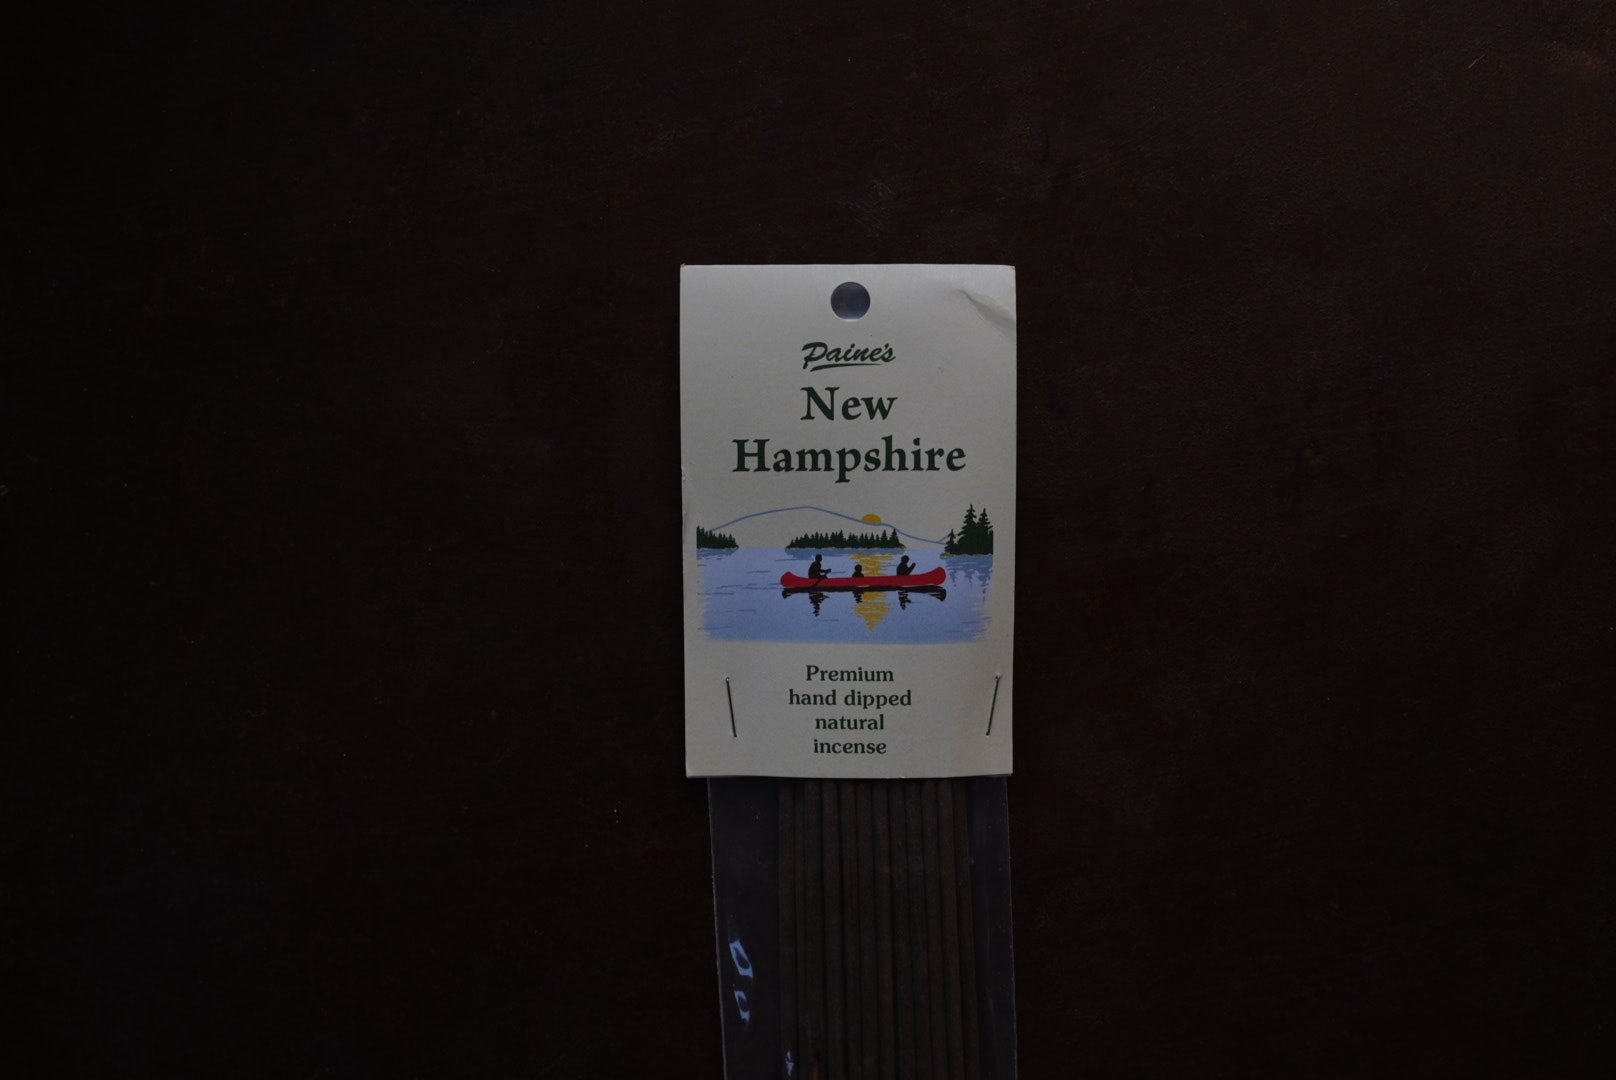 Paine's
New
Hampshire
Premium
hand dipped
natural
incense